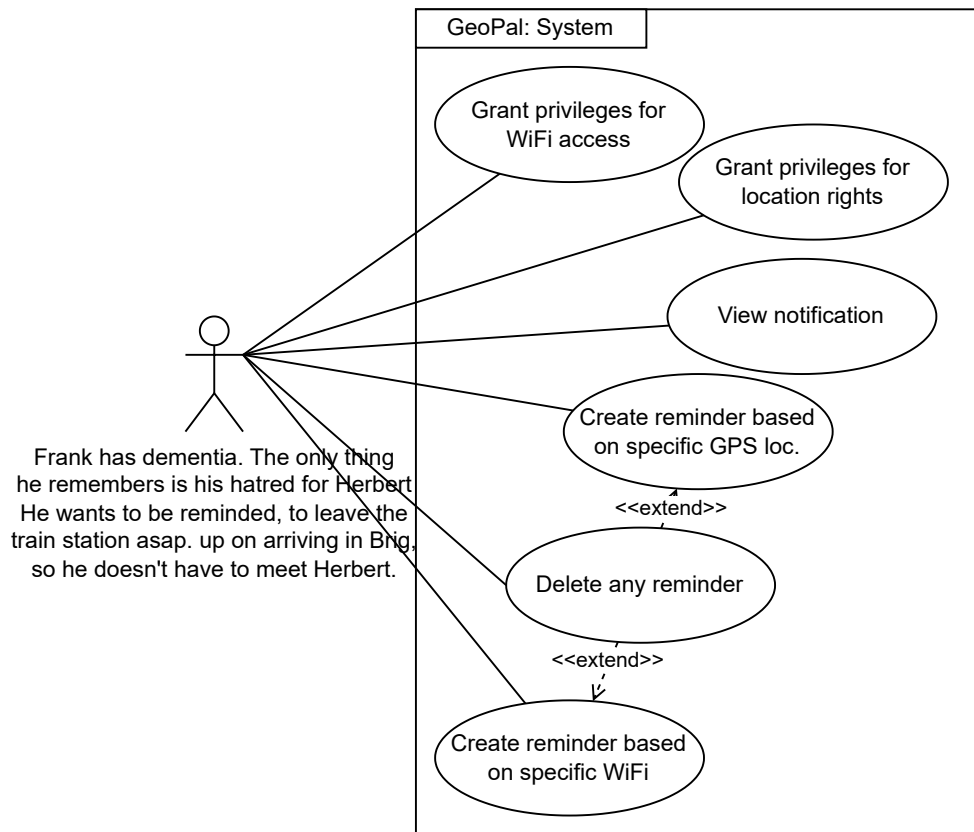 GeoPal: System
Grant privileges for
WiFi access
Grant privileges for
location rights
View notification
Create reminder based
on specific GPS loc.
<<extend>>
Delete any reminder
<<extend>>
Create reminder based
on specific WiFi
Frank has dementia. The only thing
he remembers is his hatred for Herbert
He wants to be reminded, to leave the
train station asap. up on arriving in Brig,
so he doesn't have to meet Herbert.